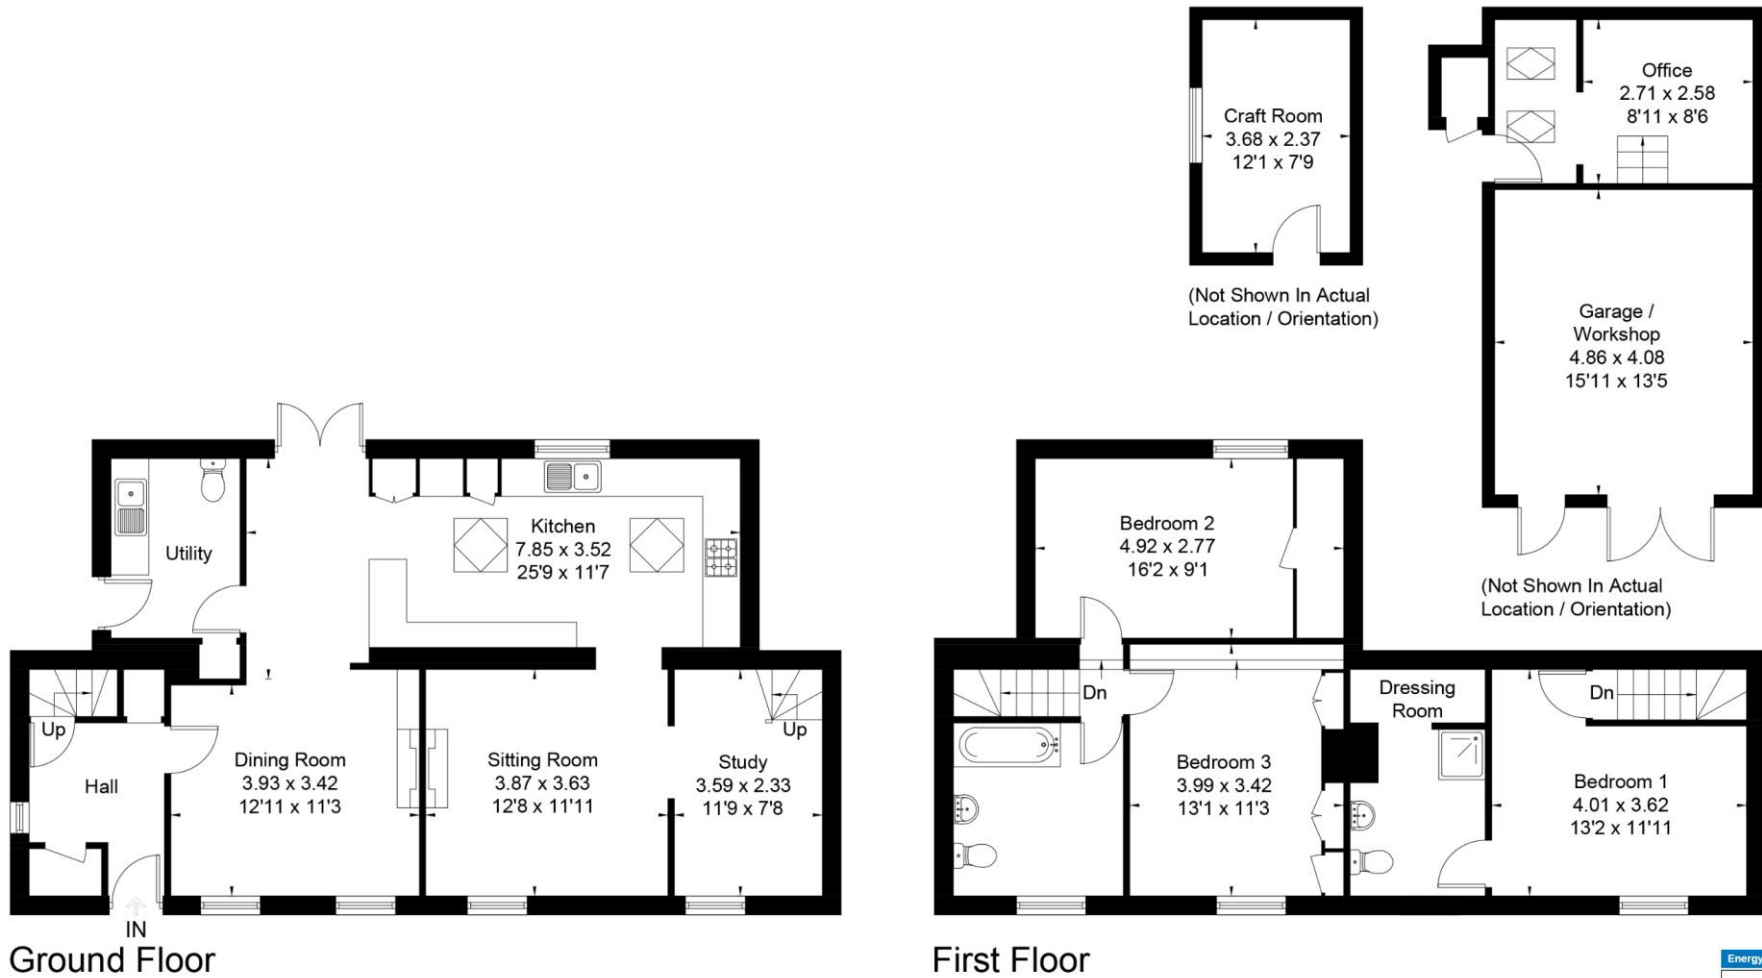 Craft Room
3.68 x 2.37
12'1 x 7'9
(Not Shown In Actual
Location / Orientation)
Office
2.71 x 2.58
8'11 x 8'6
Garage /
Workshop
4.86 x 4.08
15'11 x 13'5
(Not Shown In Actual
Location / Orientation)
Utility
Kitchen
7.85 x 3.52
25'9 x 11'7
Up
Hall
Dining Room
3.93 x 3.42
12'11 x 11'3
Sitting Room
3.87 x 3.63
12'8 x 11'11
Up
Study
3.59 x 2.33
11'9 x 7'8
IN
Ground Floor
Bedroom 2
4.92 x 2.77
16'2 x 9'1
Dn
Bedroom 3
3.99 x 3.42
13'1 x 11'3
Dressing
Room
Dn
Bedroom 1
4.01 x 3.62
13'2 x 11'11
First Floor
Energy